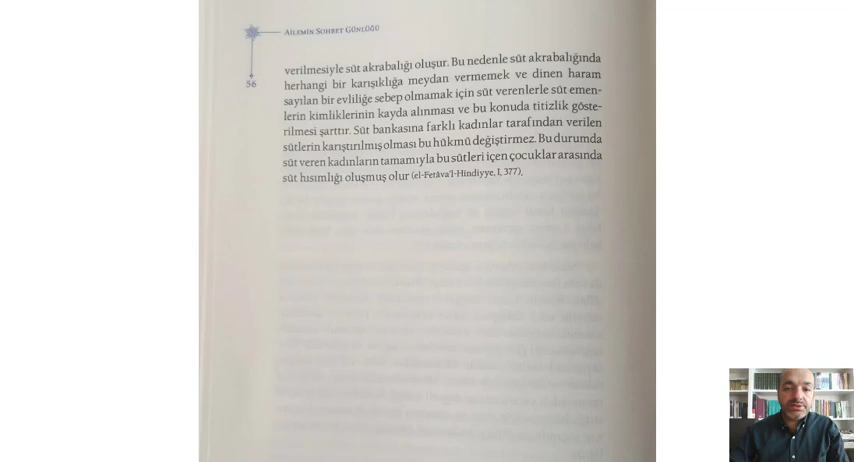 AILEMIN SOHBET GÜNLÜĞÜ
56
verilmesiyle süt akrabalığı oluşur. Bu nedenle süt akrabalığında
herhangi bir karışıklığa meydan vermemek ve dinen haram
sayılan bir evliliğe sebep olmamak için süt verenlerle süt emen-
lerin kimliklerinin kayda alınması ve bu konuda titizlik göste-
rilmesi şarttır. Süt bankasına farklı kadınlar tarafından verilen
sütlerin karıştırılmış olması bu hükmü değiştirmez. Bu durumda
süt veren kadınların tamamıyla bu sütleri içen çocuklar arasında
süt hısımlığı oluşmuş olur (el-Fetâva'l-Hindiyye, I, 377).